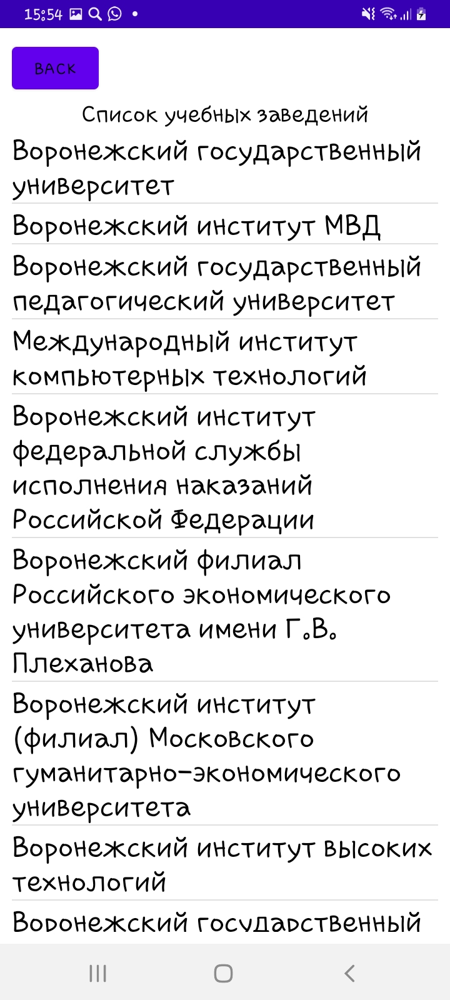 15:54
BACK
Список учебных заведений
Воронежский государственный
университет
Воронежский институт МВД
Воронежский государственный
педагогический университет
Международный институт
компьютерных технологий
Воронежский институт
федеральной службы
исполнения наказаний
Российской Федерации
Воронежский филиал
Российского экономического
университета имени Г.В.
Плеханова
Воронежский институт
(филиал) Московского
гуманитарно-экономического
университета
Воронежский институт высоких
технологий
Воронежский государственный